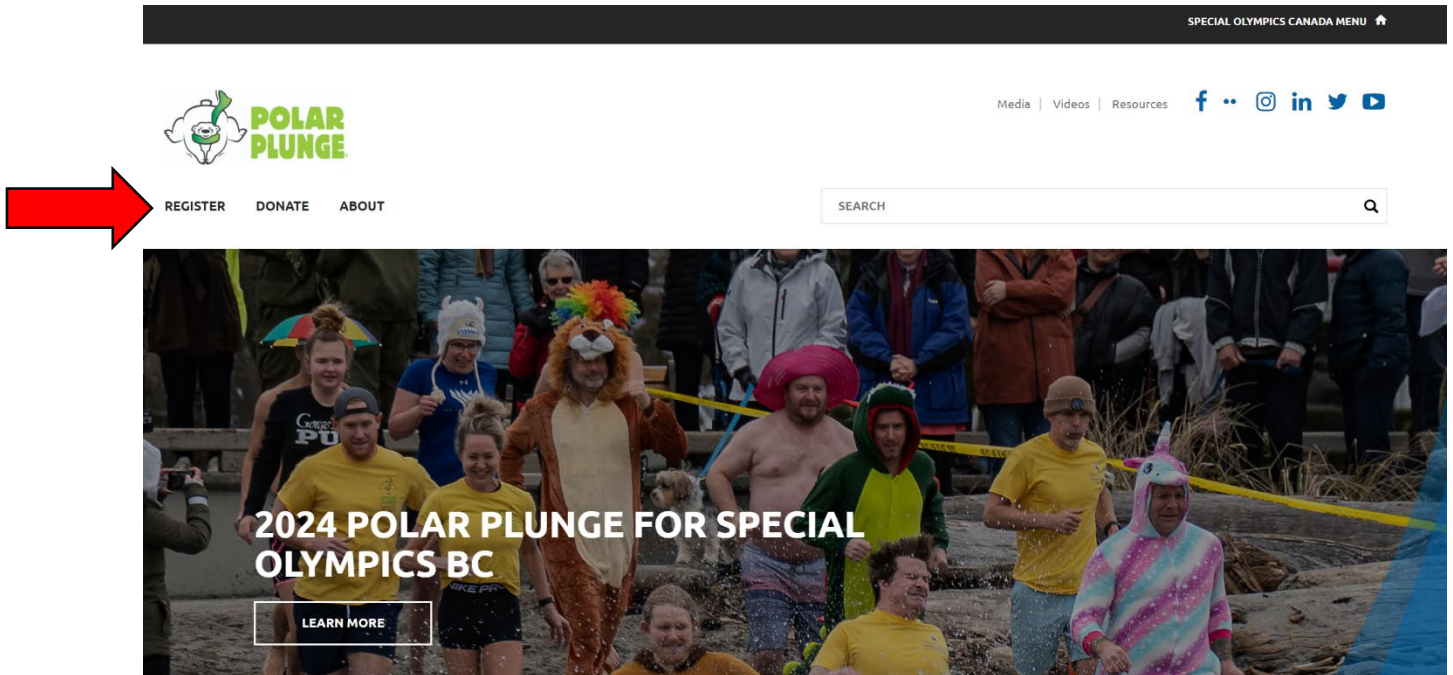 SPECIAL OLYMPICS CANADA MENU
Media | Videos | Resources
POLAR
PLUNGE
REGISTER DONATE ABOUT
SEARCH
2024 POLAR PLUNGE FOR SPECIAL
OLYMPICS BC
LEARN MORE